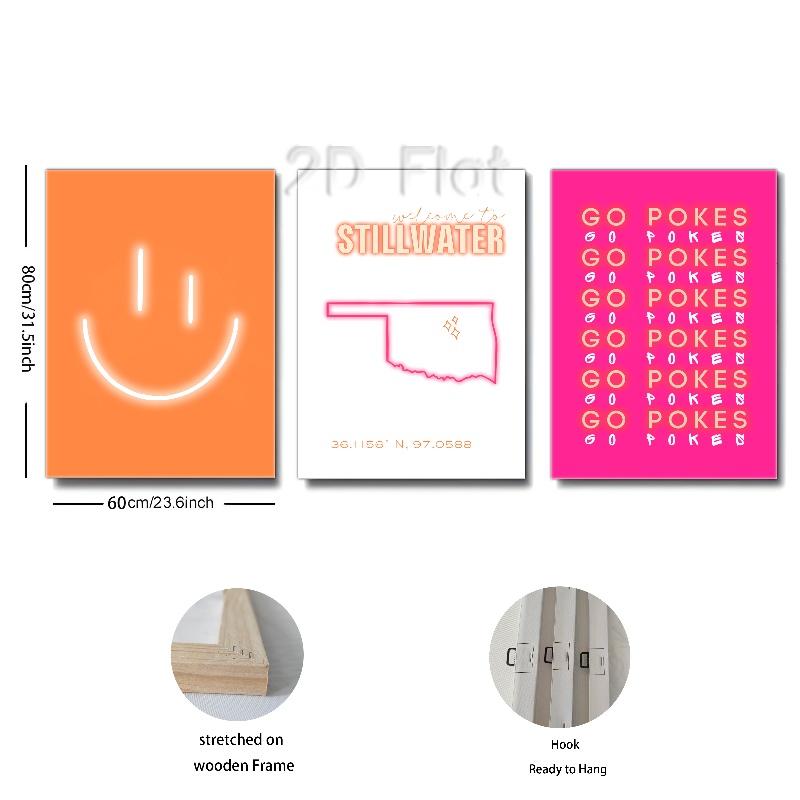 2D Flat
welcome to
STILLWATER
36.1156° N, 97.0588
GO POKES
GO POKES
GO POKES
GO POKES
GO POKES
GO POKES
GO POKES
GO POKES
GO POKES
GO POKES
GO POKES
GO POKES
80cm/31.5inch
60cm/23.6inch
stretched on
wooden Frame
Hook
Ready to Hang